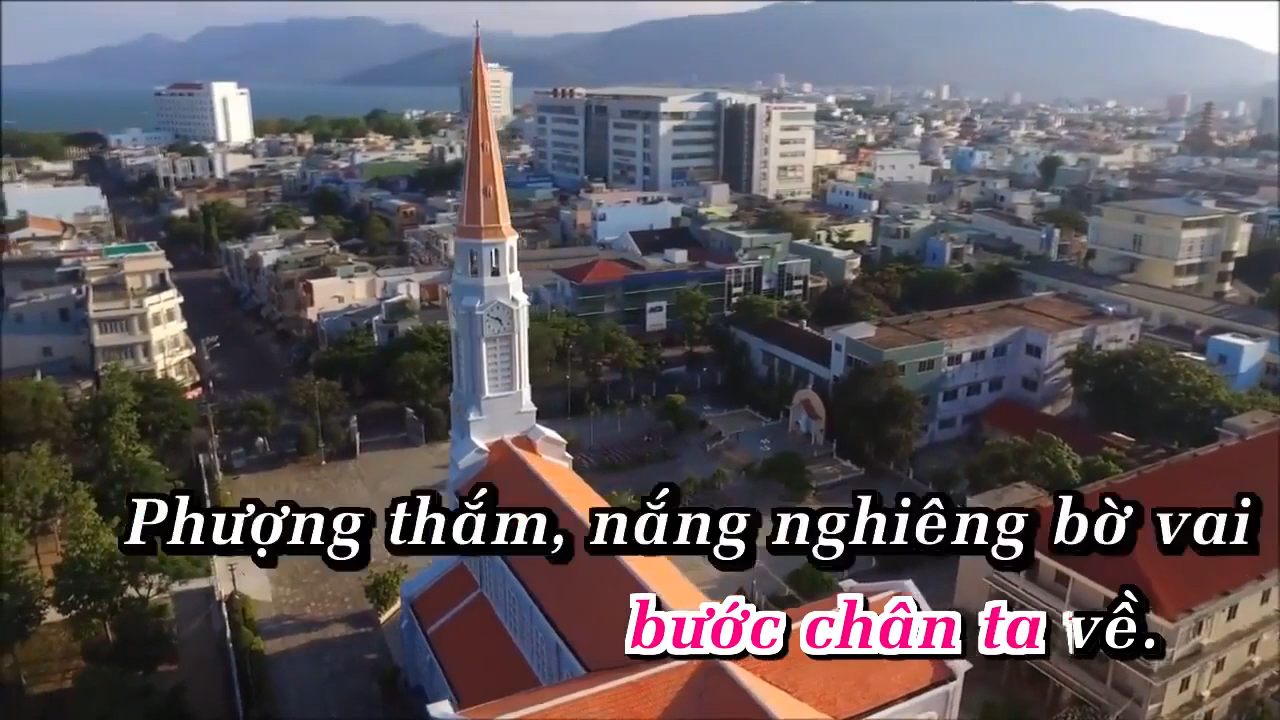 Phượng thắm, nắng nghiêng bờ vai
bước chân ta về.